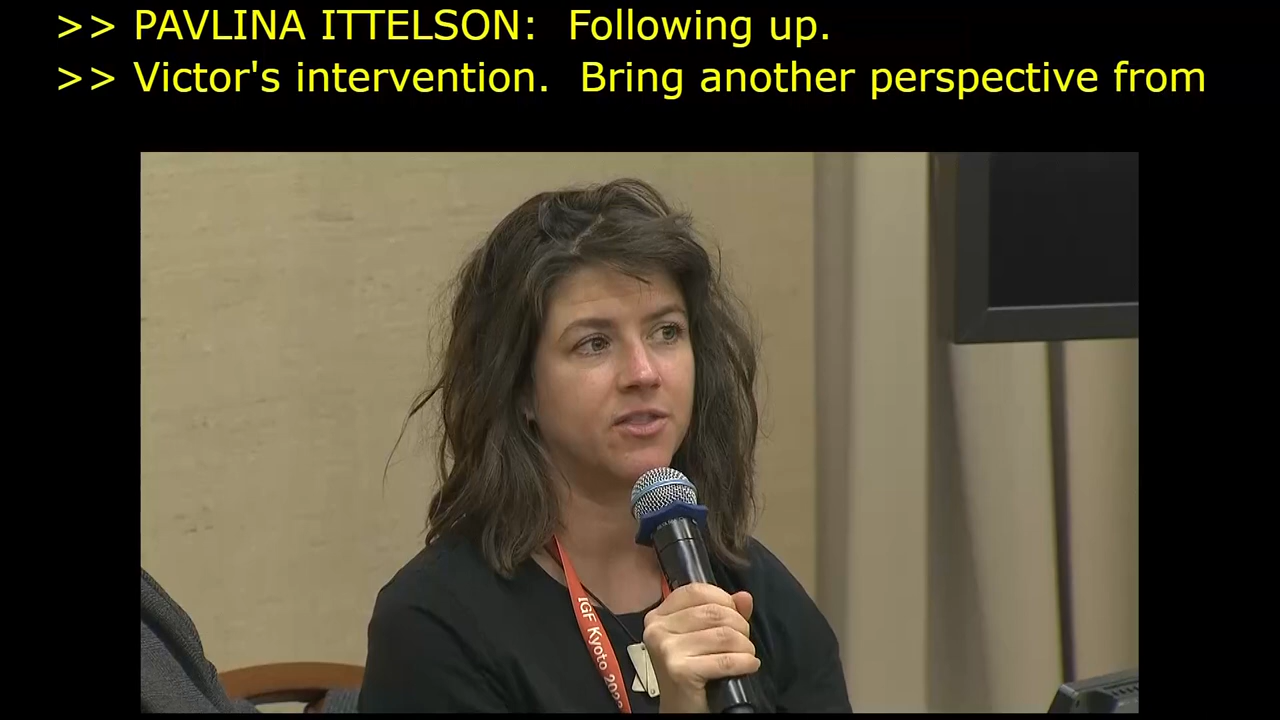 >> PAVLINA ITTELSON:  Following up.
>> Victor's intervention.  Bring another perspective from
IGF Kyoto